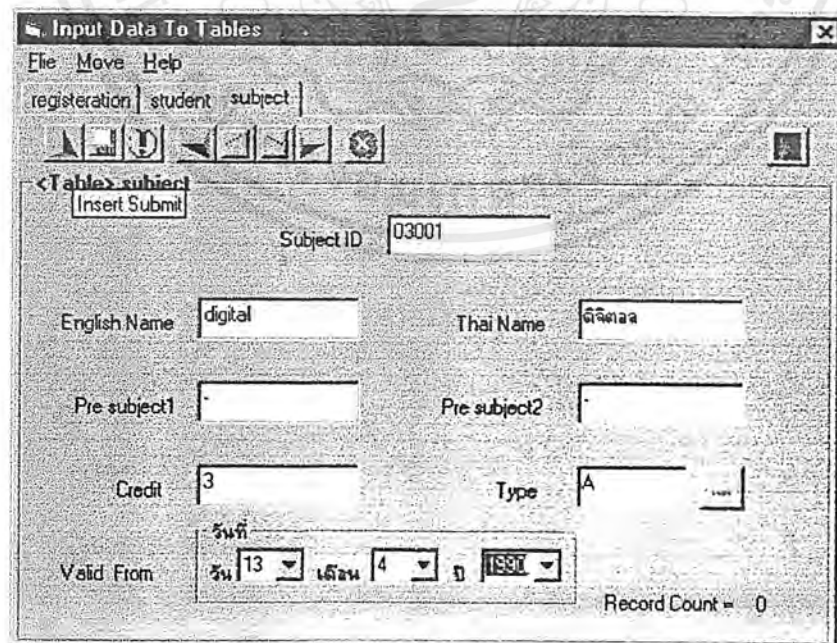 Input Data To Tables
Flie Move Help
registeration student subject
<Table> subject
Insert Submit
Subject ID 03001
English Name digital Thai Name ดิจิตอล
Pre subject1 - Pre subject2 -
Credit 3 Type A
วันที่
Valid From วัน 13 เดือน 4 ปี 1990
Record Count = 0